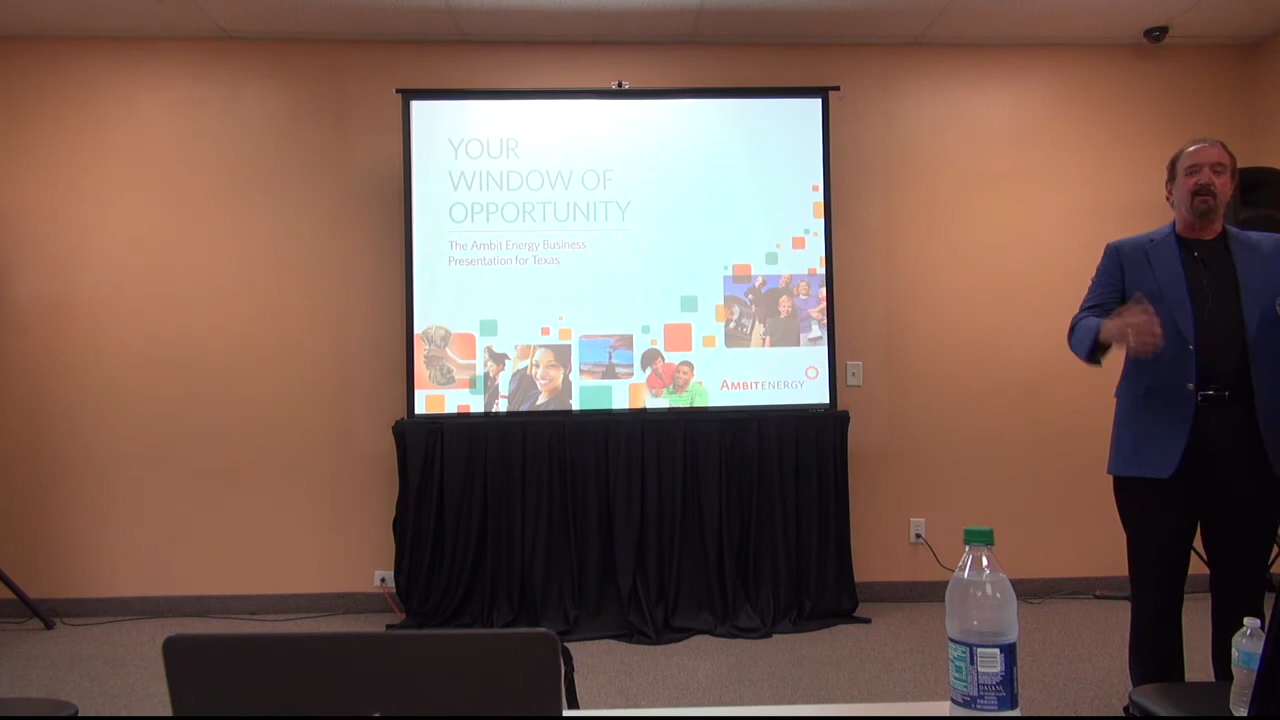 YOUR
WINDOW OF
OPPORTUNITY
The Ambit Energy Business
Presentation for Texas
AMBITENERGY